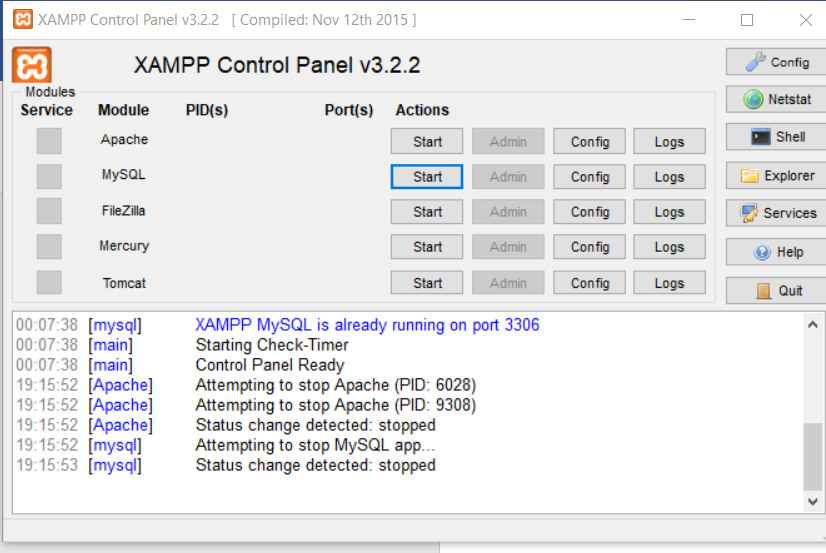 XAMPP Control Panel v3.2.2 [ Compiled: Nov 12th 2015 ]
XAMPP Control Panel v3.2.2
Config
Modules
Service Module PID(s) Port(s) Actions
Netstat
Apache Start Admin Config Logs
Shell
MySQL Start Admin Config Logs
Explorer
FileZilla Start Admin Config Logs
Services
Mercury Start Admin Config Logs
Help
Tomcat Start Admin Config Logs
Quit
00:07:38 [mysql] XAMPP MySQL is already running on port 3306
00:07:38 [main] Starting Check-Timer
00:07:38 [main] Control Panel Ready
19:15:52 [Apache] Attempting to stop Apache (PID: 6028)
19:15:52 [Apache] Attempting to stop Apache (PID: 9308)
19:15:52 [Apache] Status change detected: stopped
19:15:52 [mysql] Attempting to stop MySQL app...
19:15:53 [mysql] Status change detected: stopped